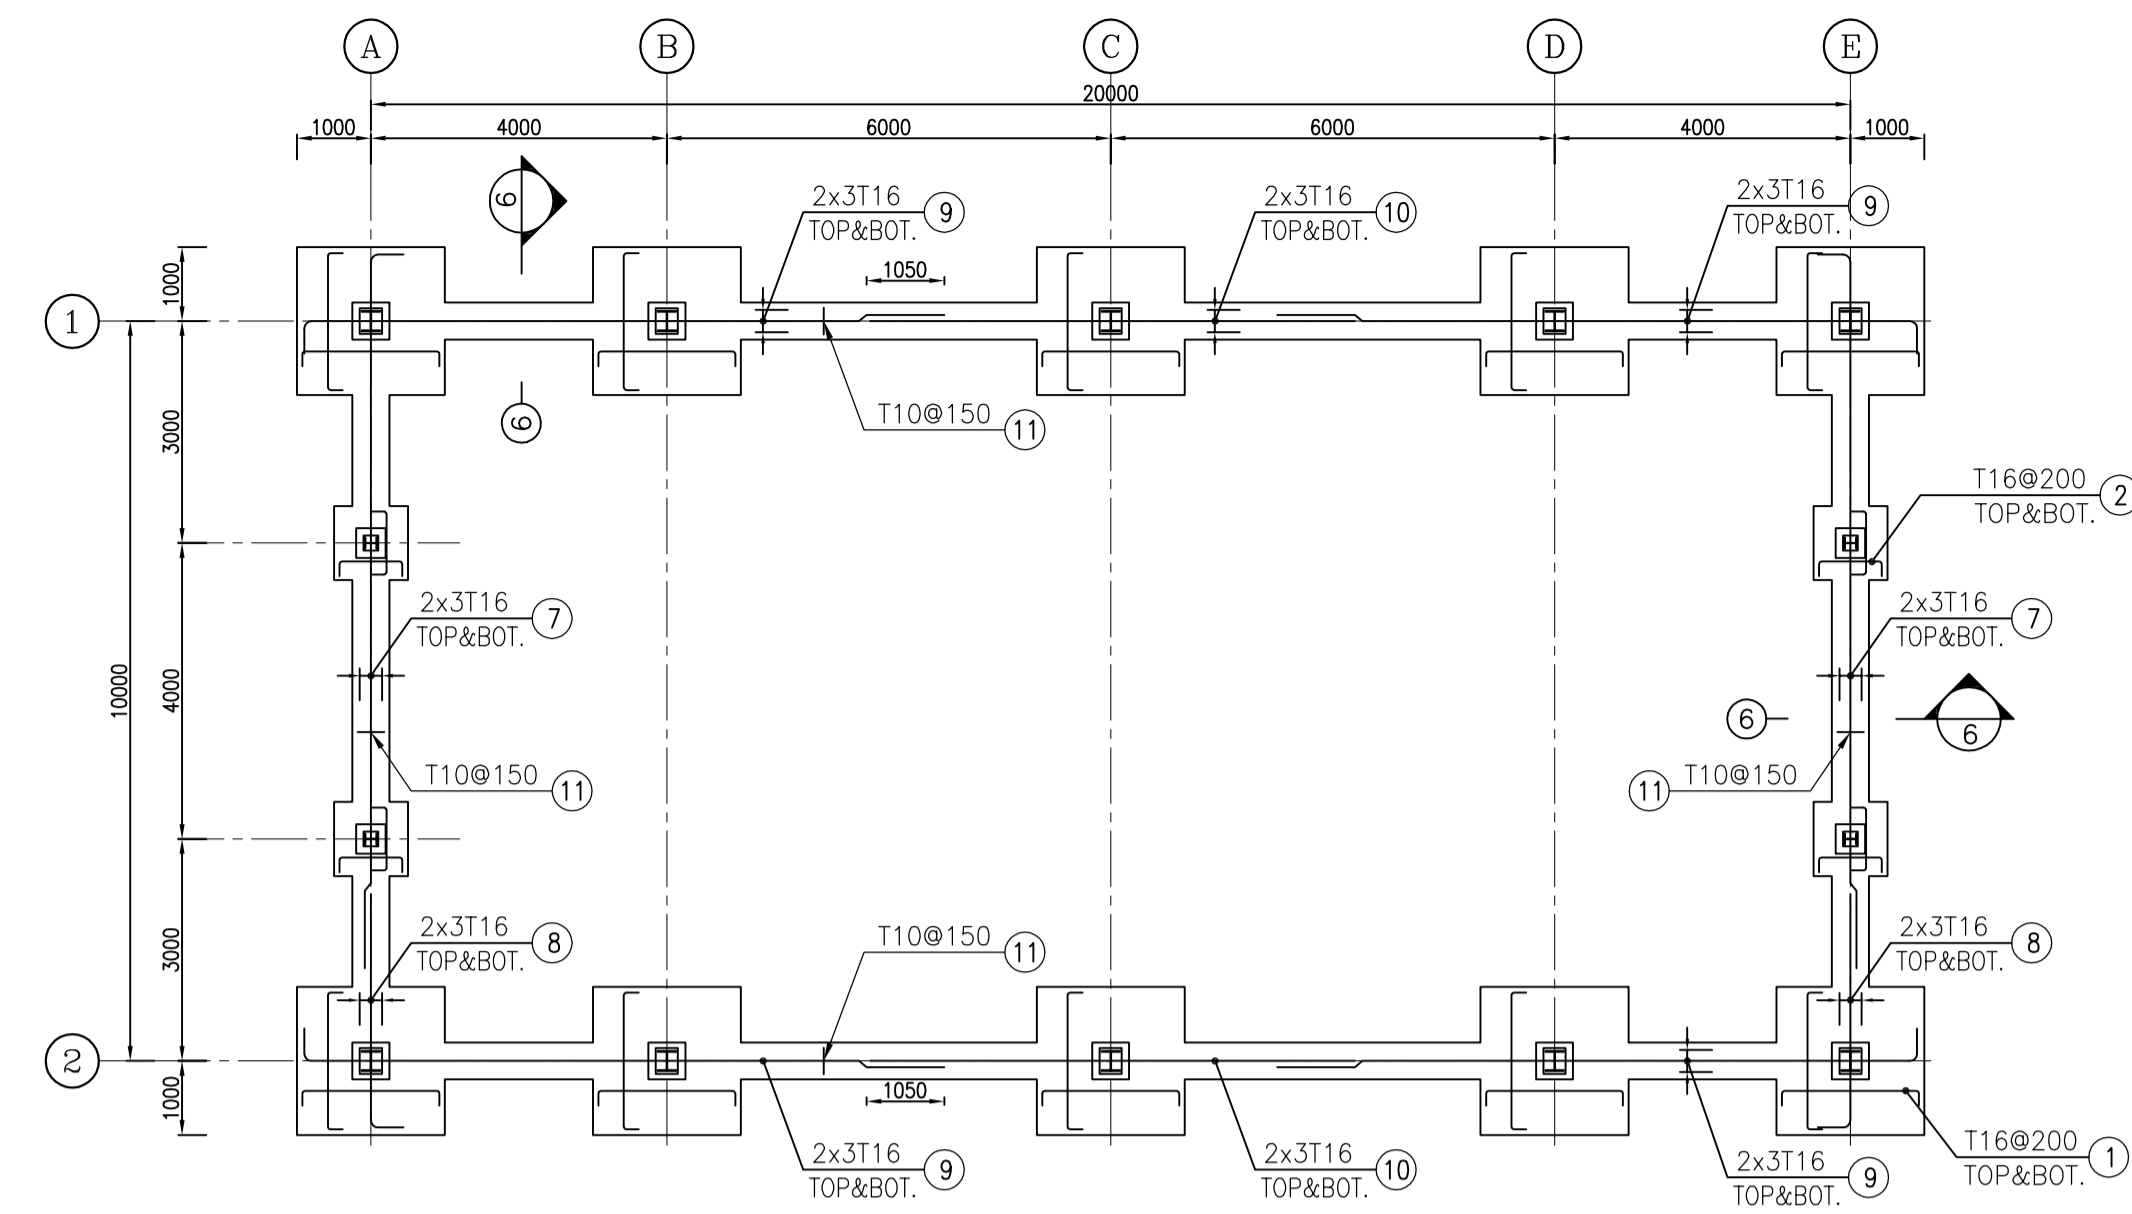 A B C D E
20000
1000 4000 6000 6000 4000 1000
6
2x3T16 9
TOP&BOT.
2x3T16 10
TOP&BOT.
2x3T16 9
TOP&BOT.
1000
1050
1
3000
T10@150 11
6
T16@200 2
TOP&BOT.
2x3T16 7
TOP&BOT.
2x3T16 7
TOP&BOT.
10000
4000
6
6
T10@150 11
11 T10@150
3000
2x3T16 8
TOP&BOT.
T10@150 11
2x3T16 8
TOP&BOT.
2
1000
1050
2x3T16 9
TOP&BOT.
2x3T16 10
TOP&BOT.
2x3T16 9
TOP&BOT.
T16@200 1
TOP&BOT.